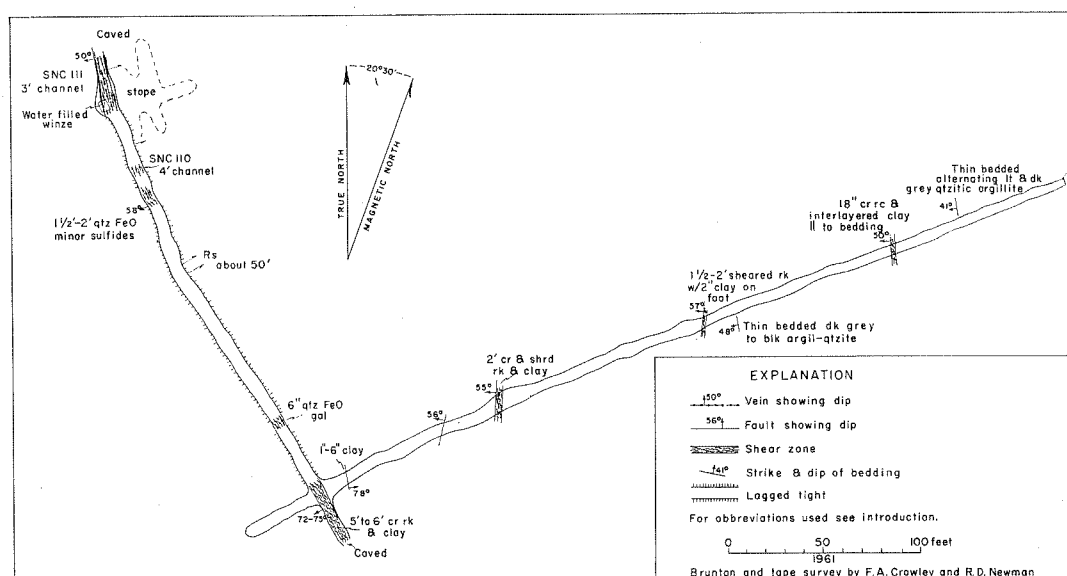 Caved
50°
SNC 111
3' channel
stope
Water filled
winze
SNC 110
4' channel
58°
1 1/2'-2' qtz FeO
minor sulfides
Rs
about 50'
20°30'
TRUE NORTH
MAGNETIC NORTH
Thin bedded
alternating lt & dk
grey qtzitic argillite
41°
18" cr rc &
interlayered clay
|| to bedding
50°
1 1/2-2' sheared rk
w/2" clay on
foot
57°
48°
Thin bedded dk grey
to blk argil-qtzite
2' cr & shrd
rk & clay
55°
56°
6" qtz FeO
gal
1"-6" clay
78°
72-75°
5' to 6' cr rk
& clay
Caved
EXPLANATION
50° Vein showing dip
56° Fault showing dip
Shear zone
41° Strike & dip of bedding
Lagged tight
For abbreviations used see introduction.
0 50 100 feet
1961
Brunton and tape survey by F.A. Crowley and R.D. Newman